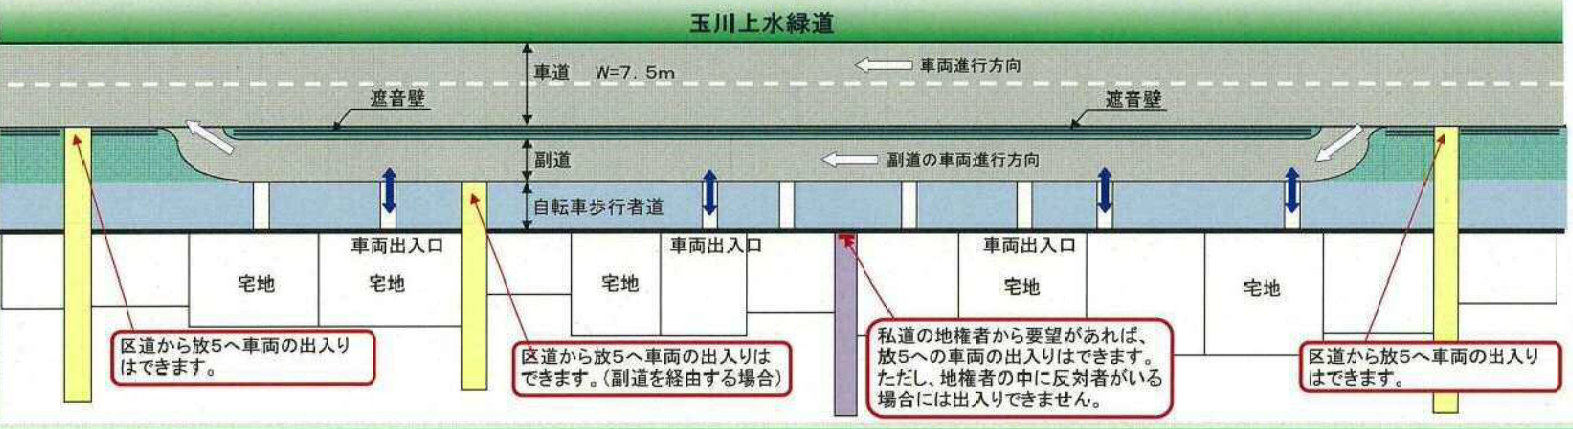 玉川上水緑道
車道 W=7.5m
車両進行方向
遮音壁
遮音壁
副道
副道の車両進行方向
自転車歩行者道
車両出入口
車両出入口
車両出入口
宅地
宅地
宅地
宅地
宅地
区道から放5へ車両の出入り
はできます。
区道から放5へ車両の出入りは
できます。(副道を経由する場合)
私道の地権者から要望があれば、
放5への車両の出入りはできます。
ただし、地権者の中に反対者がいる
場合には出入りできません。
区道から放5へ車両の出入り
はできます。